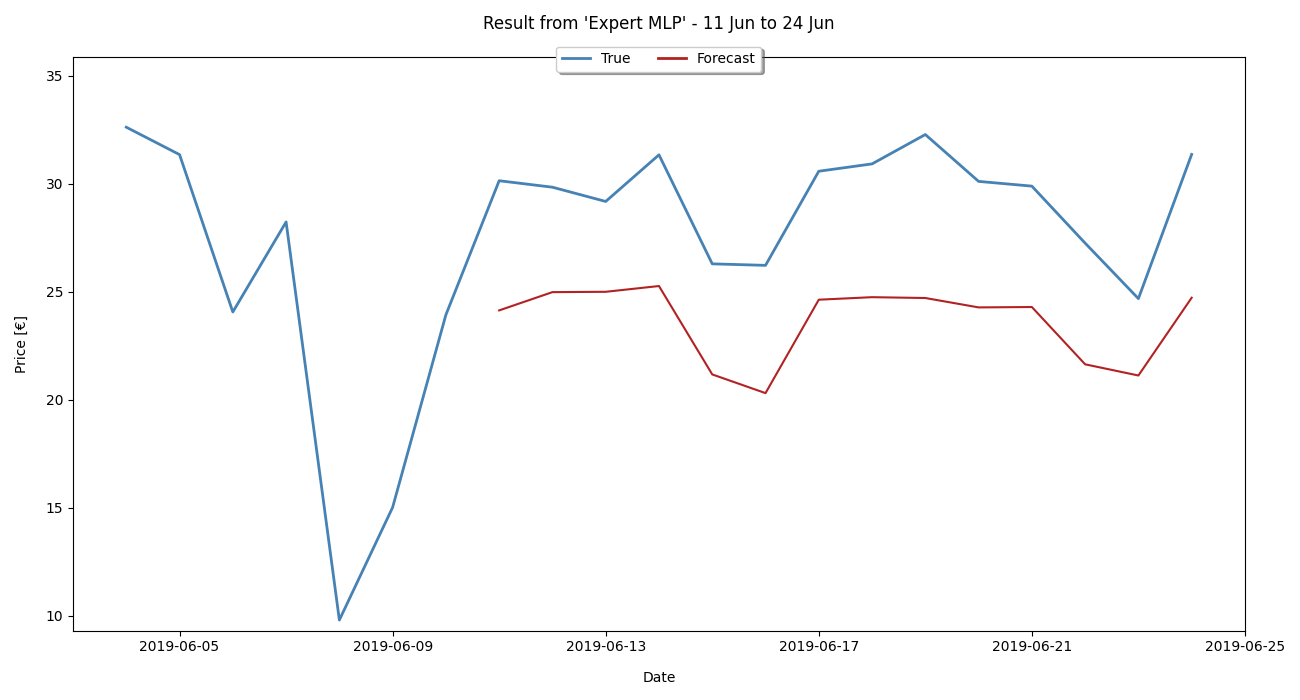 Result from 'Expert MLP' - 11 Jun to 24 Jun
True Forecast
35
30
25
20
15
10
Price [€]
2019-06-05 2019-06-09 2019-06-13 2019-06-17 2019-06-21 2019-06-25
Date